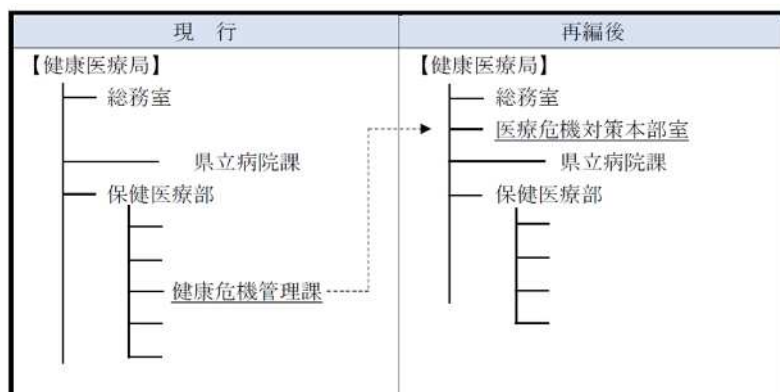 現　行
【健康医療局】
総務室
県立病院課
保健医療部
健康危機管理課
再編後
【健康医療局】
総務室
医療危機対策本部室
県立病院課
保健医療部